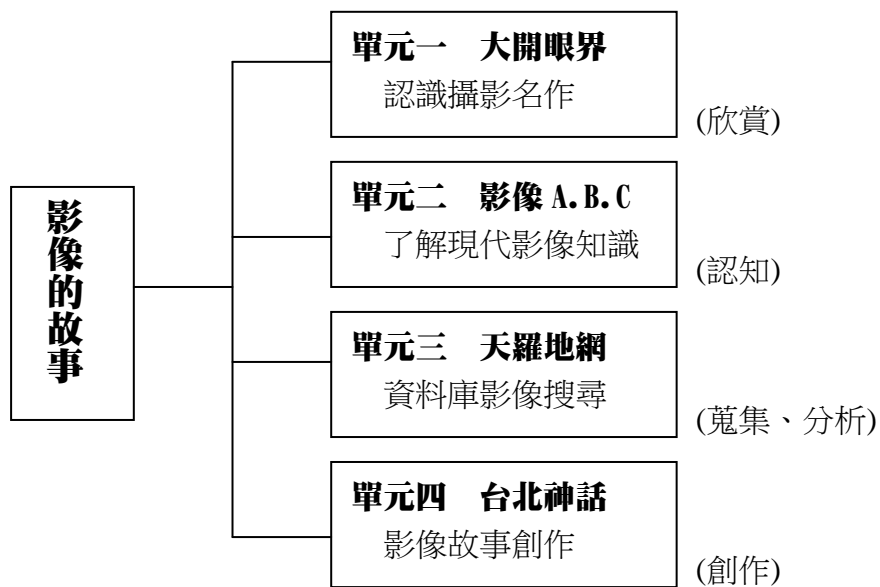 影像的故事
單元一　大開眼界
認識攝影名作
(欣賞)
單元二　影像 A.B.C
了解現代影像知識
(認知)
單元三　天羅地網
資料庫影像搜尋
(蒐集、分析)
單元四　台北神話
影像故事創作
(創作)